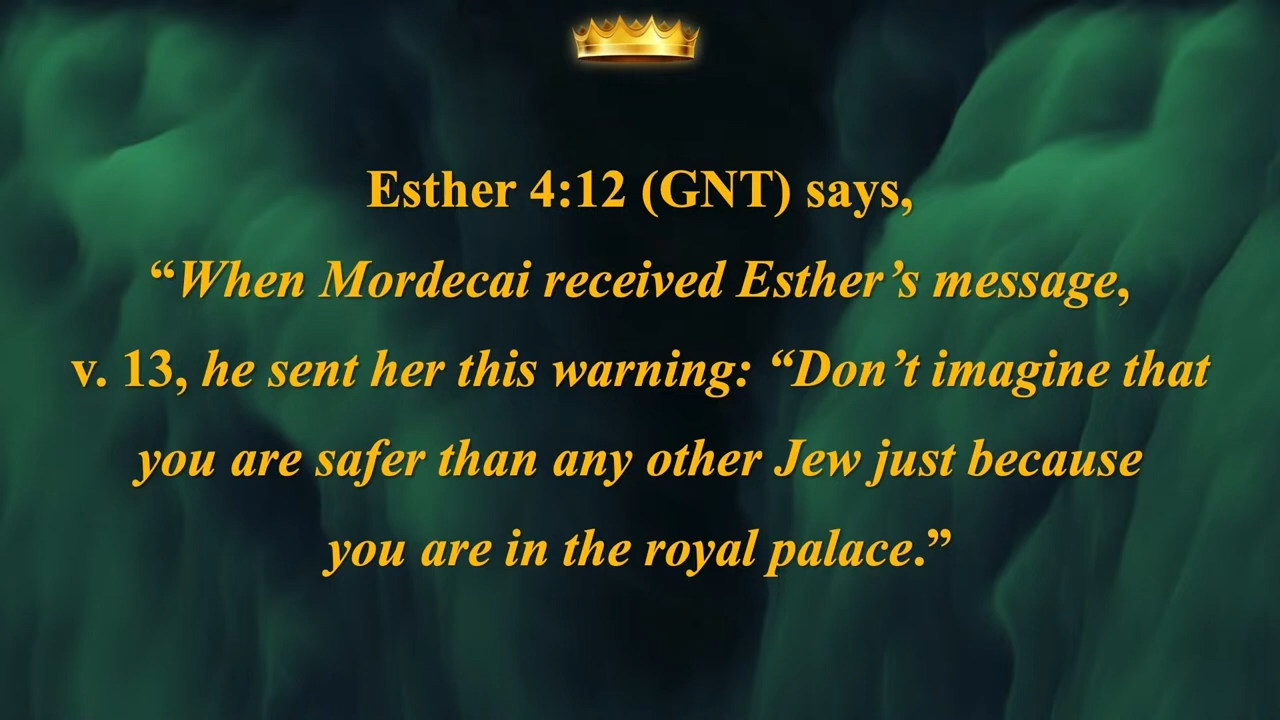 Esther 4:12 (GNT) says,
“When Mordecai received Esther’s message,
v. 13, he sent her this warning: “Don’t imagine that
you are safer than any other Jew just because
you are in the royal palace.”